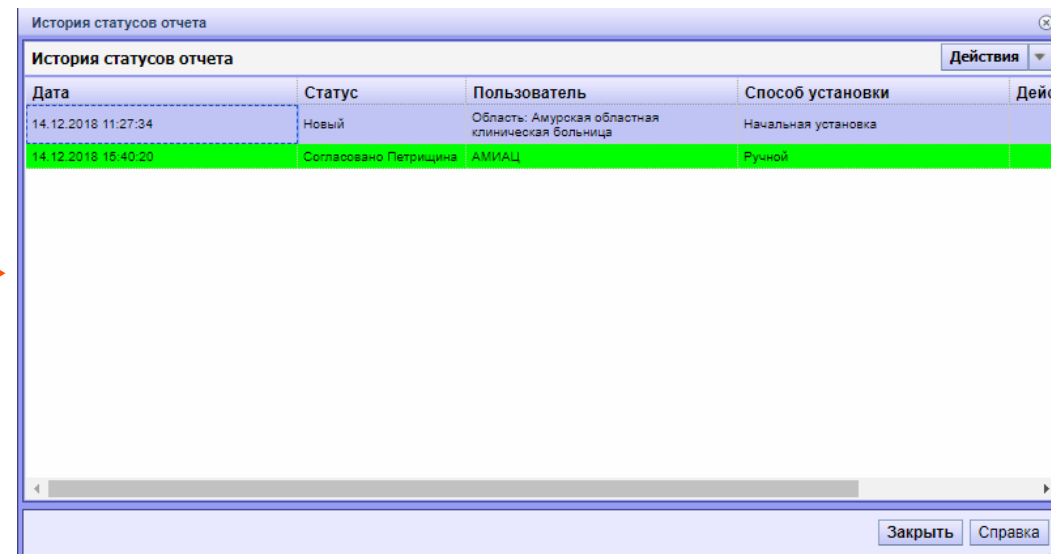 История статусов отчета
История статусов отчета
Действия
Дата Статус Пользователь Способ установки Дейс
14.12.2018 11:27:34 Новый Область: Амурская областная клиническая больница Начальная установка
14.12.2018 15:40:20 Согласовано Петрищина АМИАЦ Ручной
Закрыть Справка